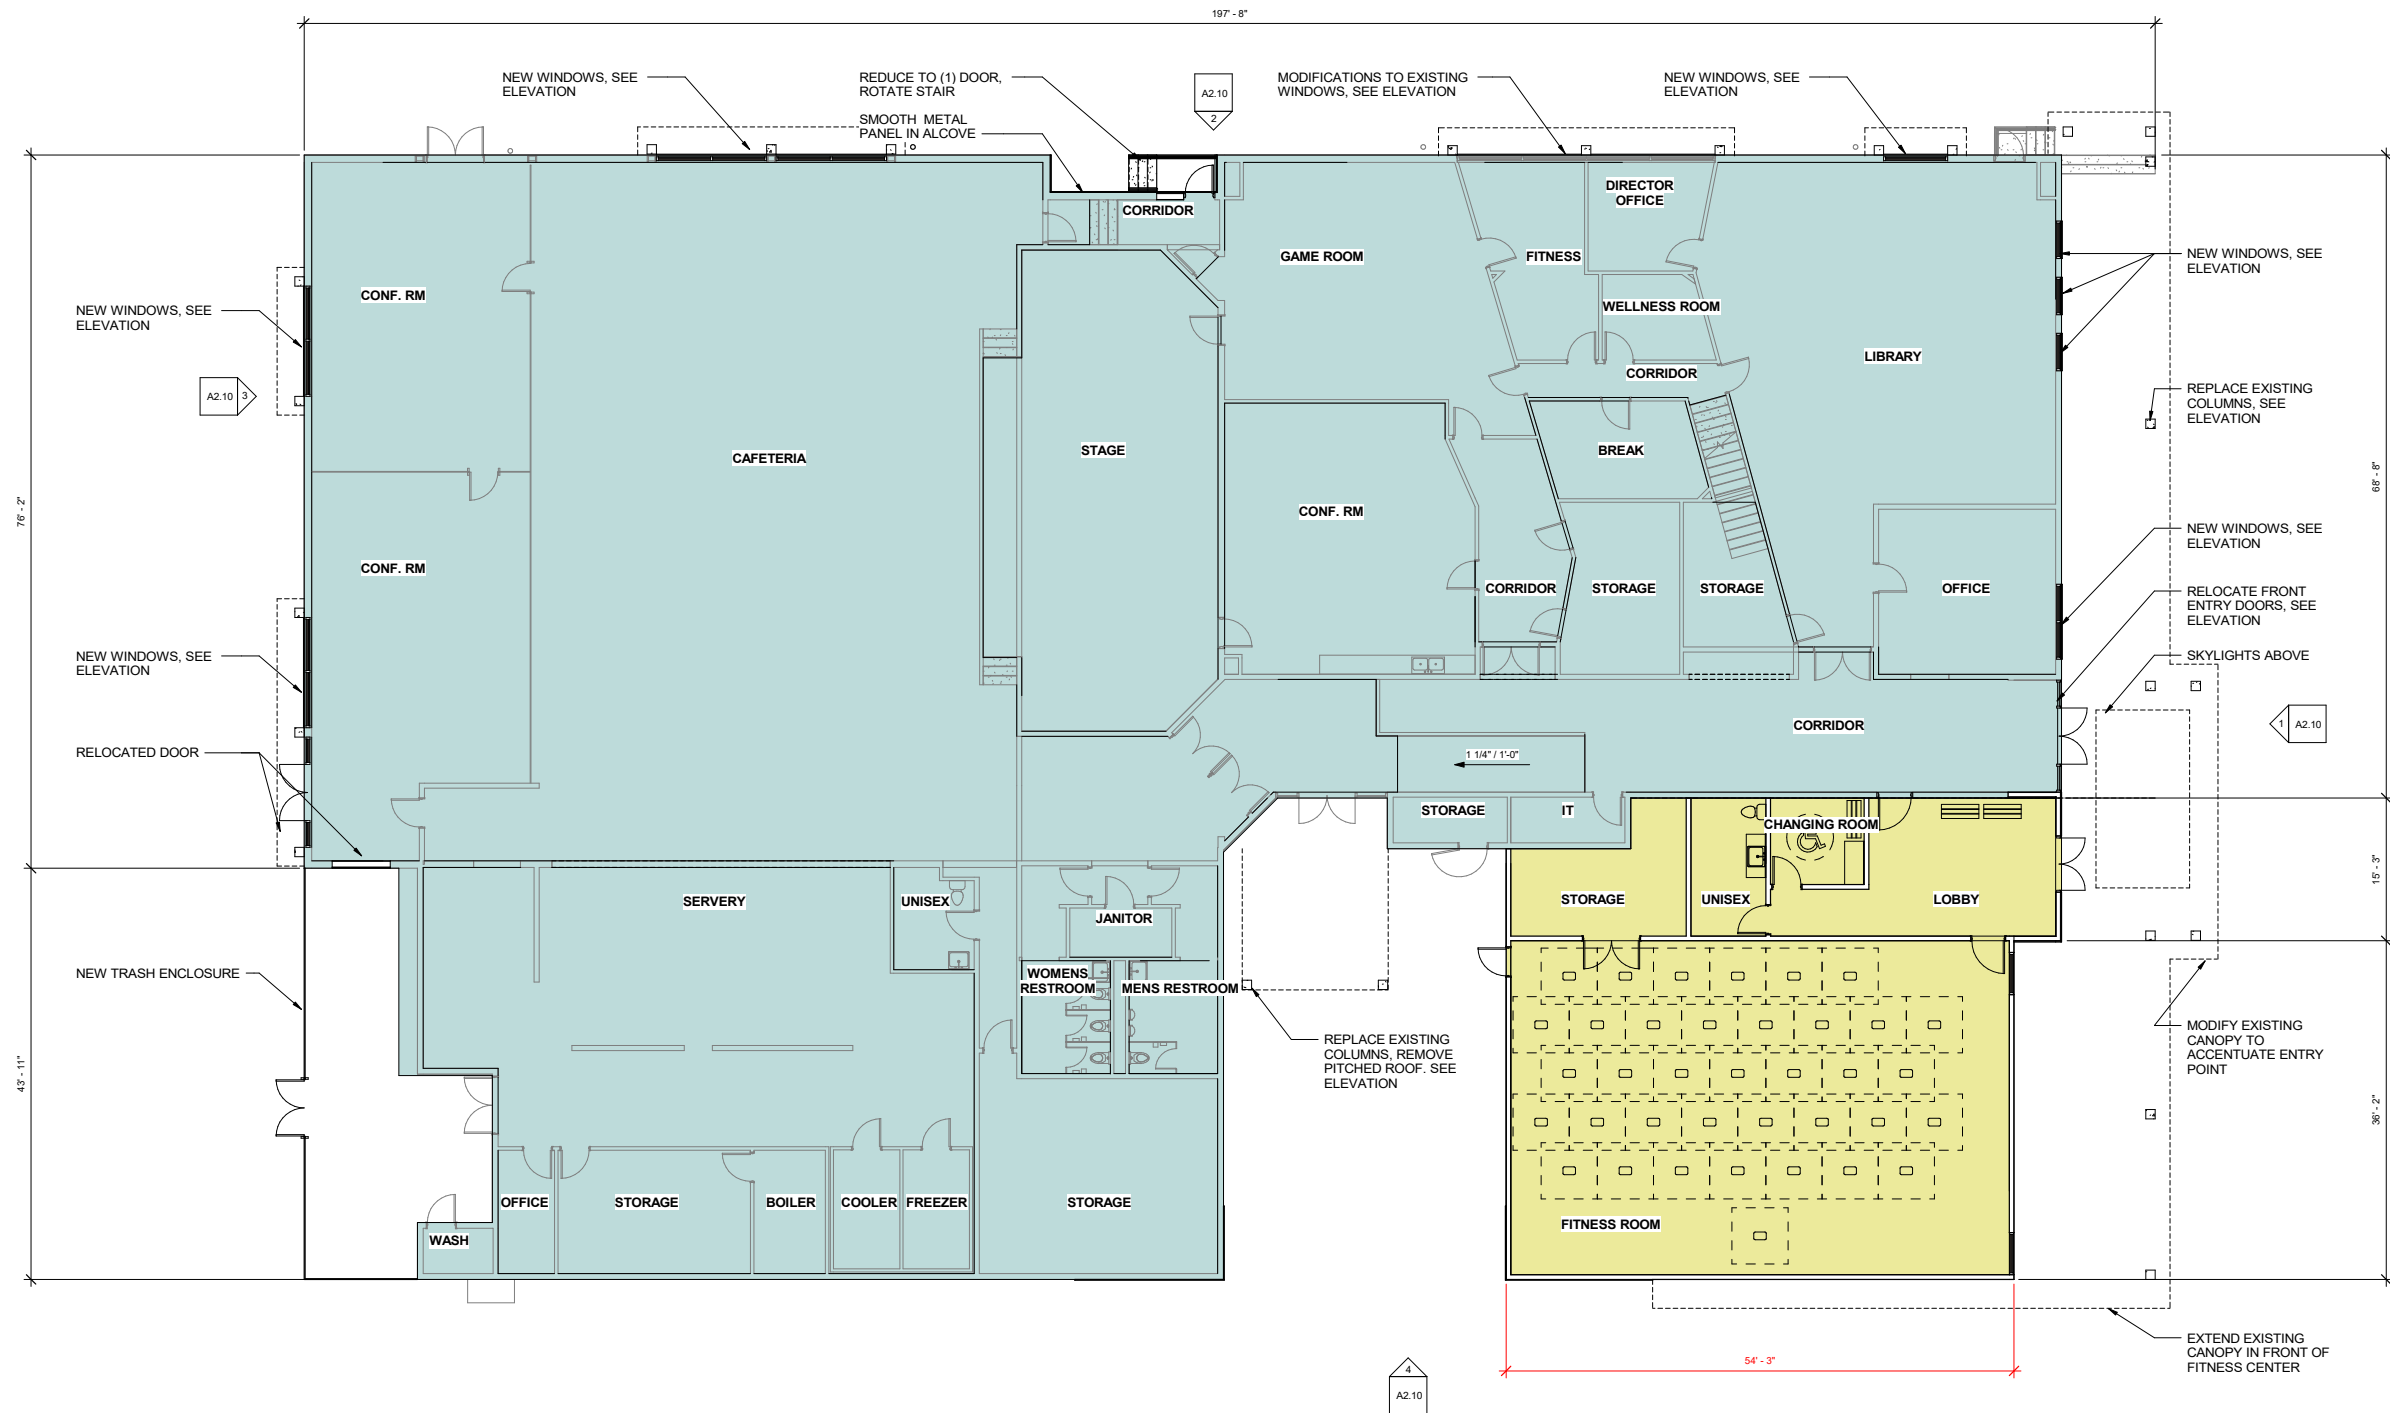 197' - 8"
NEW WINDOWS, SEE
ELEVATION
REDUCE TO (1) DOOR,
ROTATE STAIR
SMOOTH METAL
PANEL IN ALCOVE
A2.10
2
MODIFICATIONS TO EXISTING
WINDOWS, SEE ELEVATION
NEW WINDOWS, SEE
ELEVATION
CORRIDOR
DIRECTOR
OFFICE
GAME ROOM
FITNESS
NEW WINDOWS, SEE
ELEVATION
CONF. RM
NEW WINDOWS, SEE
ELEVATION
WELLNESS ROOM
LIBRARY
CORRIDOR
A2.10
3
REPLACE EXISTING
COLUMNS, SEE
ELEVATION
CAFETERIA
STAGE
BREAK
76' - 2"
68' - 8"
CONF. RM
NEW WINDOWS, SEE
ELEVATION
CONF. RM
CORRIDOR
STORAGE
STORAGE
OFFICE
RELOCATE FRONT
ENTRY DOORS, SEE
ELEVATION
NEW WINDOWS, SEE
ELEVATION
SKYLIGHTS ABOVE
CORRIDOR
1
A2.10
RELOCATED DOOR
1 1/4" / 1'-0"
STORAGE
IT
CHANGING ROOM
15' - 3"
SERVERY
UNISEX
JANITOR
STORAGE
UNISEX
LOBBY
NEW TRASH ENCLOSURE
WOMENS
RESTROOM
MENS RESTROOM
REPLACE EXISTING
COLUMNS, REMOVE
PITCHED ROOF. SEE
ELEVATION
MODIFY EXISTING
CANOPY TO
ACCENTUATE ENTRY
POINT
43' - 11"
36' - 2"
OFFICE
STORAGE
BOILER
COOLER
FREEZER
STORAGE
WASH
FITNESS ROOM
54' - 3"
EXTEND EXISTING
CANOPY IN FRONT OF
FITNESS CENTER
4
A2.10